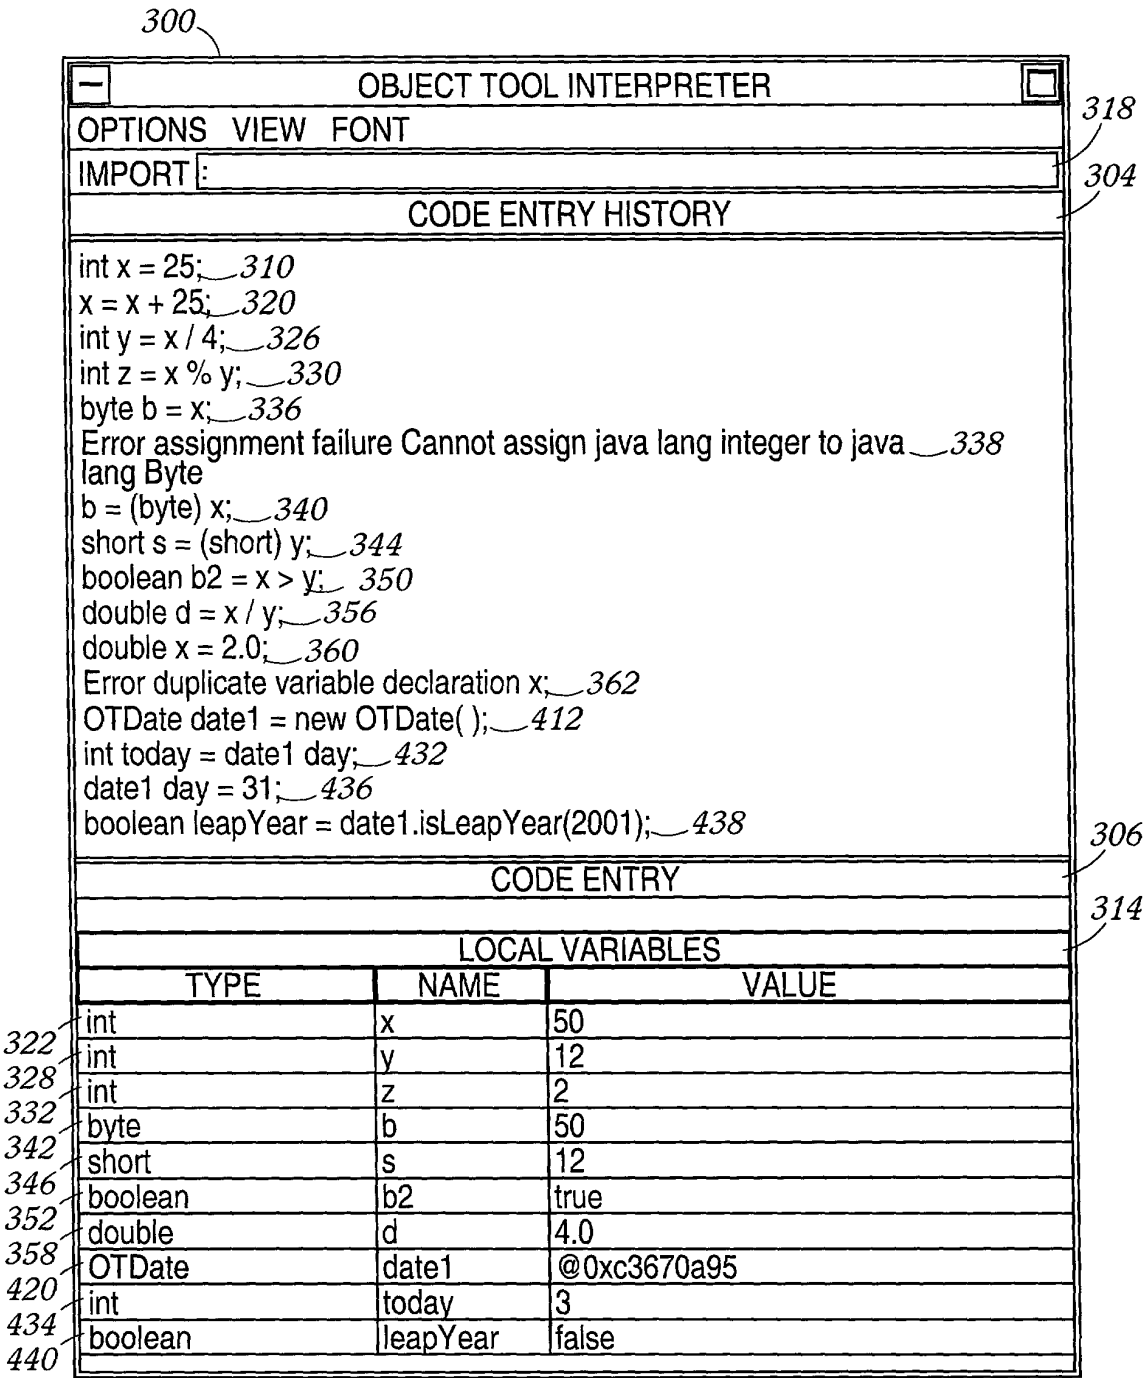 300
OBJECT TOOL INTERPRETER
OPTIONS VIEW FONT
318
IMPORT :
304
CODE ENTRY HISTORY
int x = 25; 310
x = x + 25; 320
int y = x / 4; 326
int z = x % y; 330
byte b = x; 336
Error assignment failure Cannot assign java lang integer to java 338
lang Byte
b = (byte) x; 340
short s = (short) y; 344
boolean b2 = x > y; 350
double d = x / y; 356
double x = 2.0; 360
Error duplicate variable declaration x; 362
OTDate date1 = new OTDate( ); 412
int today = date1 day; 432
date1 day = 31; 436
boolean leapYear = date1.isLeapYear(2001); 438
306
CODE ENTRY
314
LOCAL VARIABLES
TYPE NAME VALUE
322 int x 50
328 int y 12
332 int z 2
342 byte b 50
346 short s 12
352 boolean b2 true
358 double d 4.0
420 OTDate date1 @0xc3670a95
434 int today 3
440 boolean leapYear false